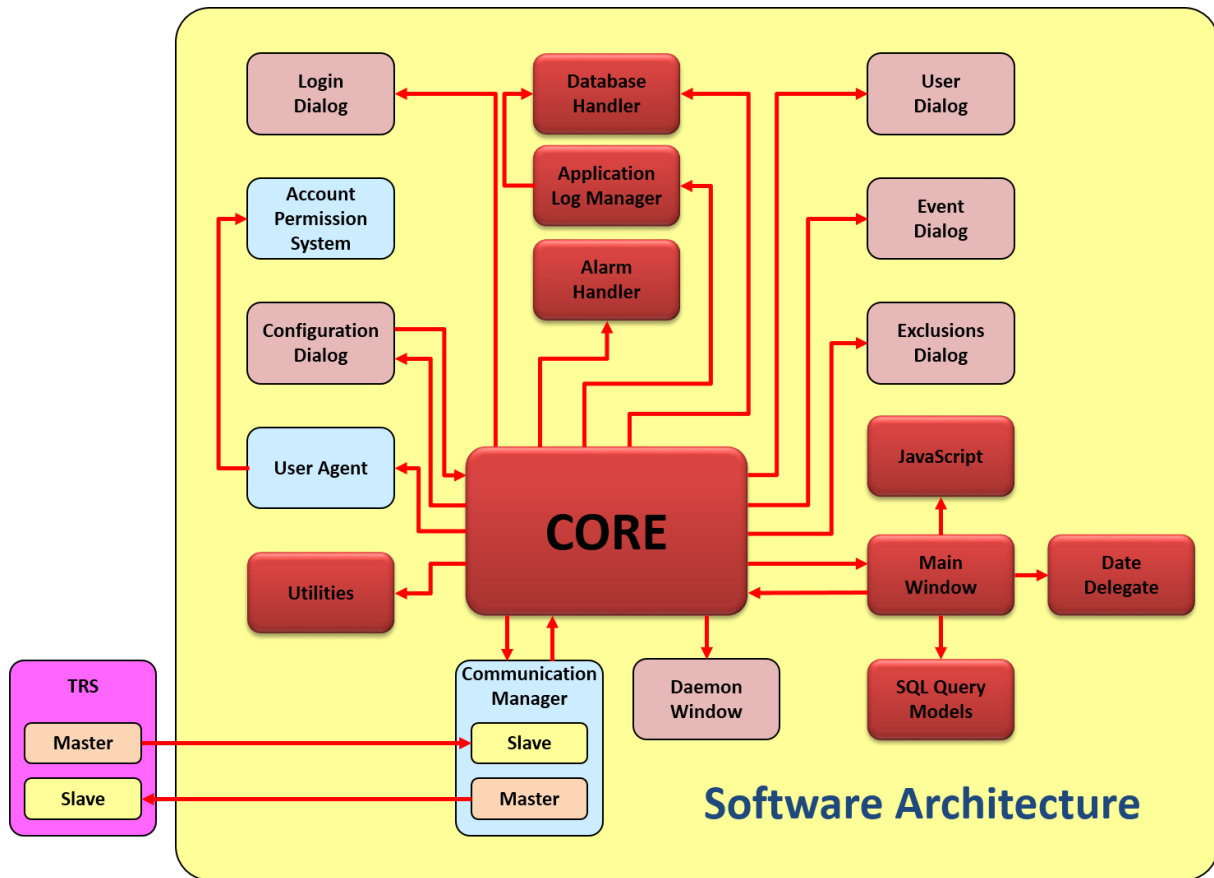 Login
Dialog
Database
Handler
User
Dialog
Application
Log Manager
Account
Permission
System
Event
Dialog
Alarm
Handler
Configuration
Dialog
Exclusions
Dialog
User Agent
JavaScript
CORE
Utilities
Main
Window
Date
Delegate
TRS
Master
Slave
Communication
Manager
Slave
Master
Daemon
Window
SQL Query
Models
Software Architecture